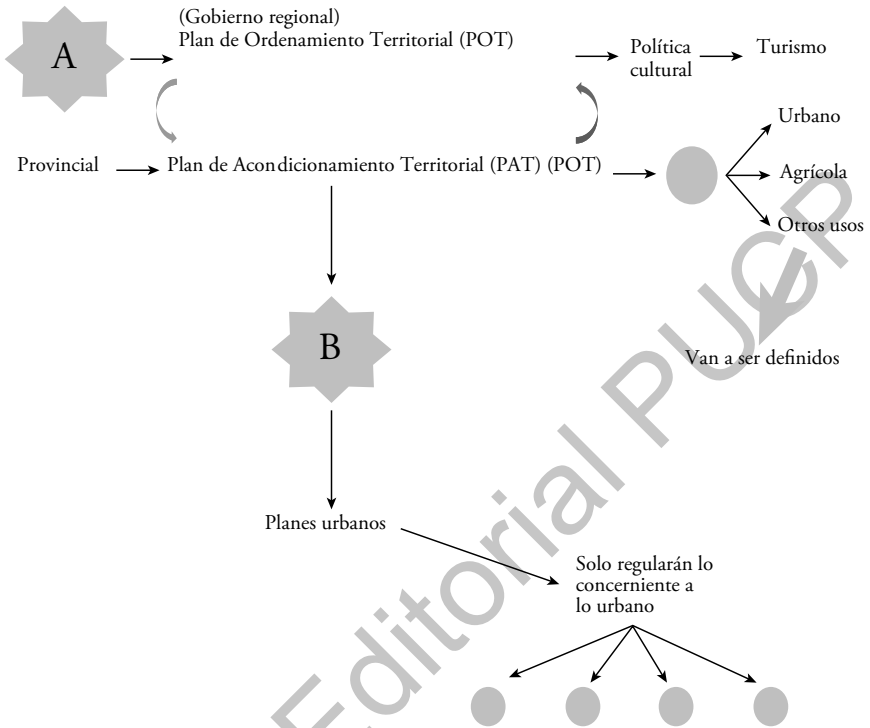 (Gobierno regional)
A
Plan de Ordenamiento Territorial (POT)
Política
cultural
Turismo
Urbano
Provincial
Plan de Acondicionamiento Territorial (PAT) (POT)
Agrícola
Otros usos
B
Van a ser definidos
Planes urbanos
Solo regularán lo
concerniente a
lo urbano
Editorial PUCP